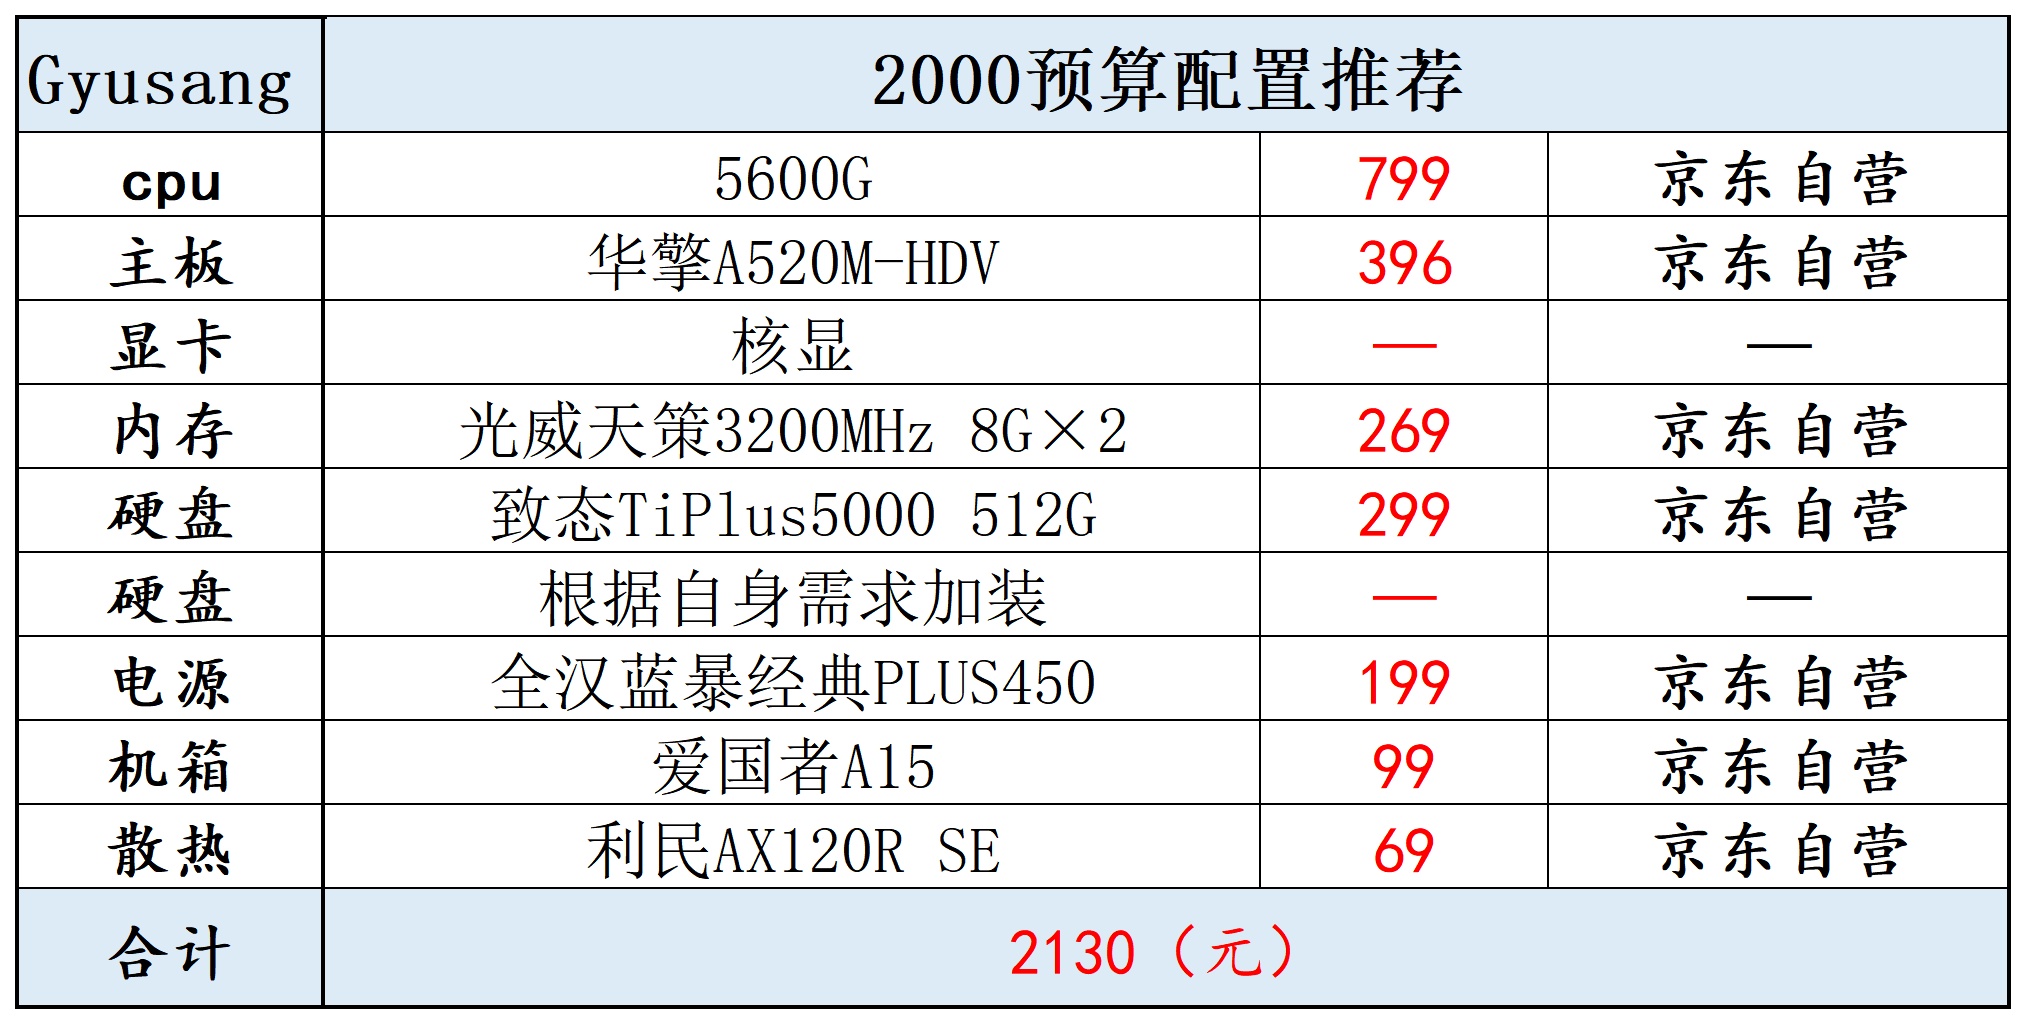 Gyusang 2000预算配置推荐
cpu 5600G 799 京东自营
主板 华擎A520M-HDV 396 京东自营
显卡 核显 — —
内存 光威天策3200MHz 8G×2 269 京东自营
硬盘 致态TiPlus5000 512G 299 京东自营
硬盘 根据自身需求加装 — —
电源 全汉蓝暴经典PLUS450 199 京东自营
机箱 爱国者A15 99 京东自营
散热 利民AX120R SE 69 京东自营
合计 2130（元）